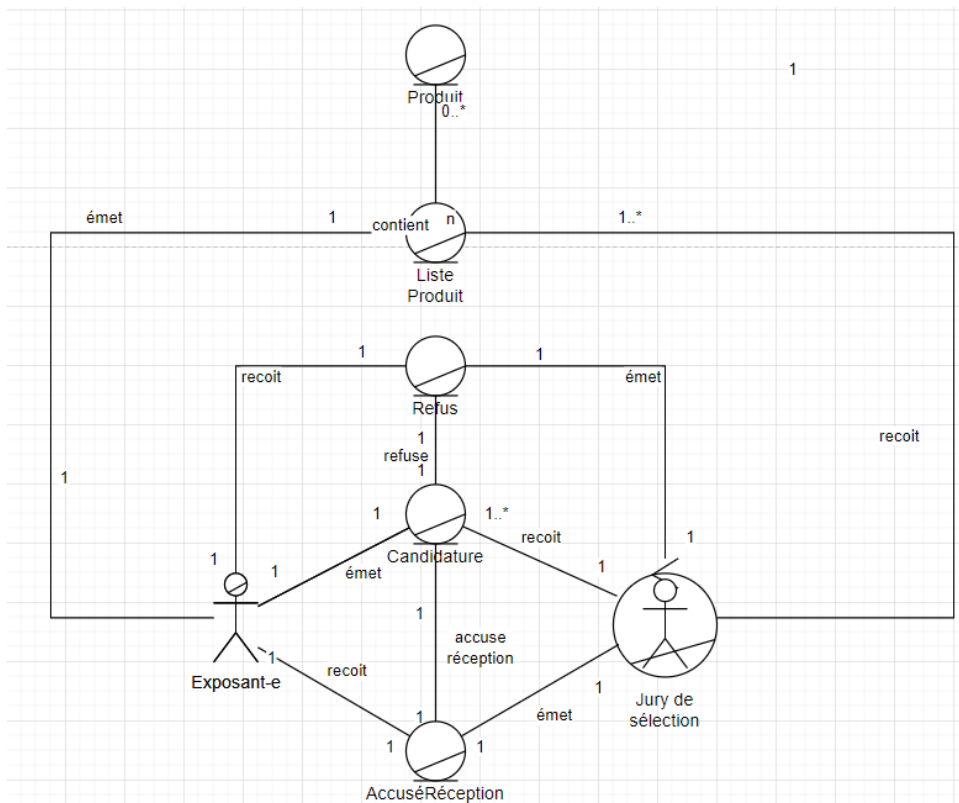 1
Produit
0..*
émet
1
contient
n
1..*
Liste
Produit
1
1
recoit
émet
Refus
1
recoit
refuse
1
1
1
1..*
recoit
1
Candidature
1
1
émet
1
1
accuse
réception
1
recoit
Exposant-e
1
Jury de
sélection
émet
1
1
1
AccuséRéception